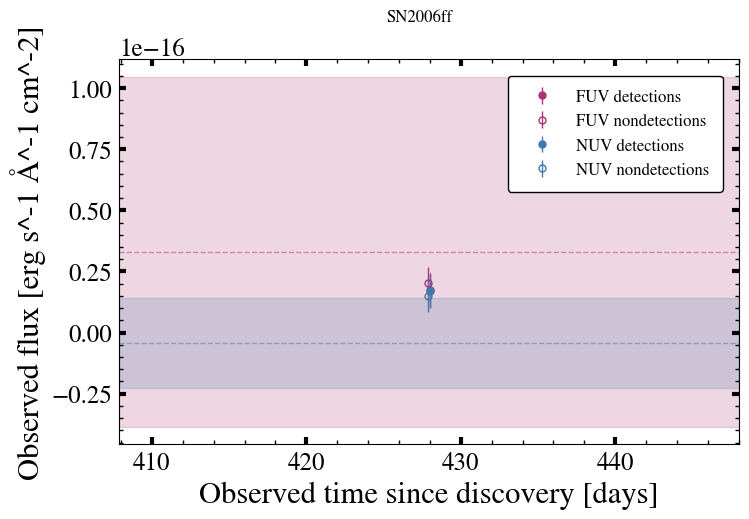 SN2006ff
1e−16
Observed flux [erg s^-1 Å^-1 cm^-2]
1.00
0.75
0.50
0.25
0.00
−0.25
FUV detections
FUV nondetections
NUV detections
NUV nondetections
410
420
430
440
Observed time since discovery [days]